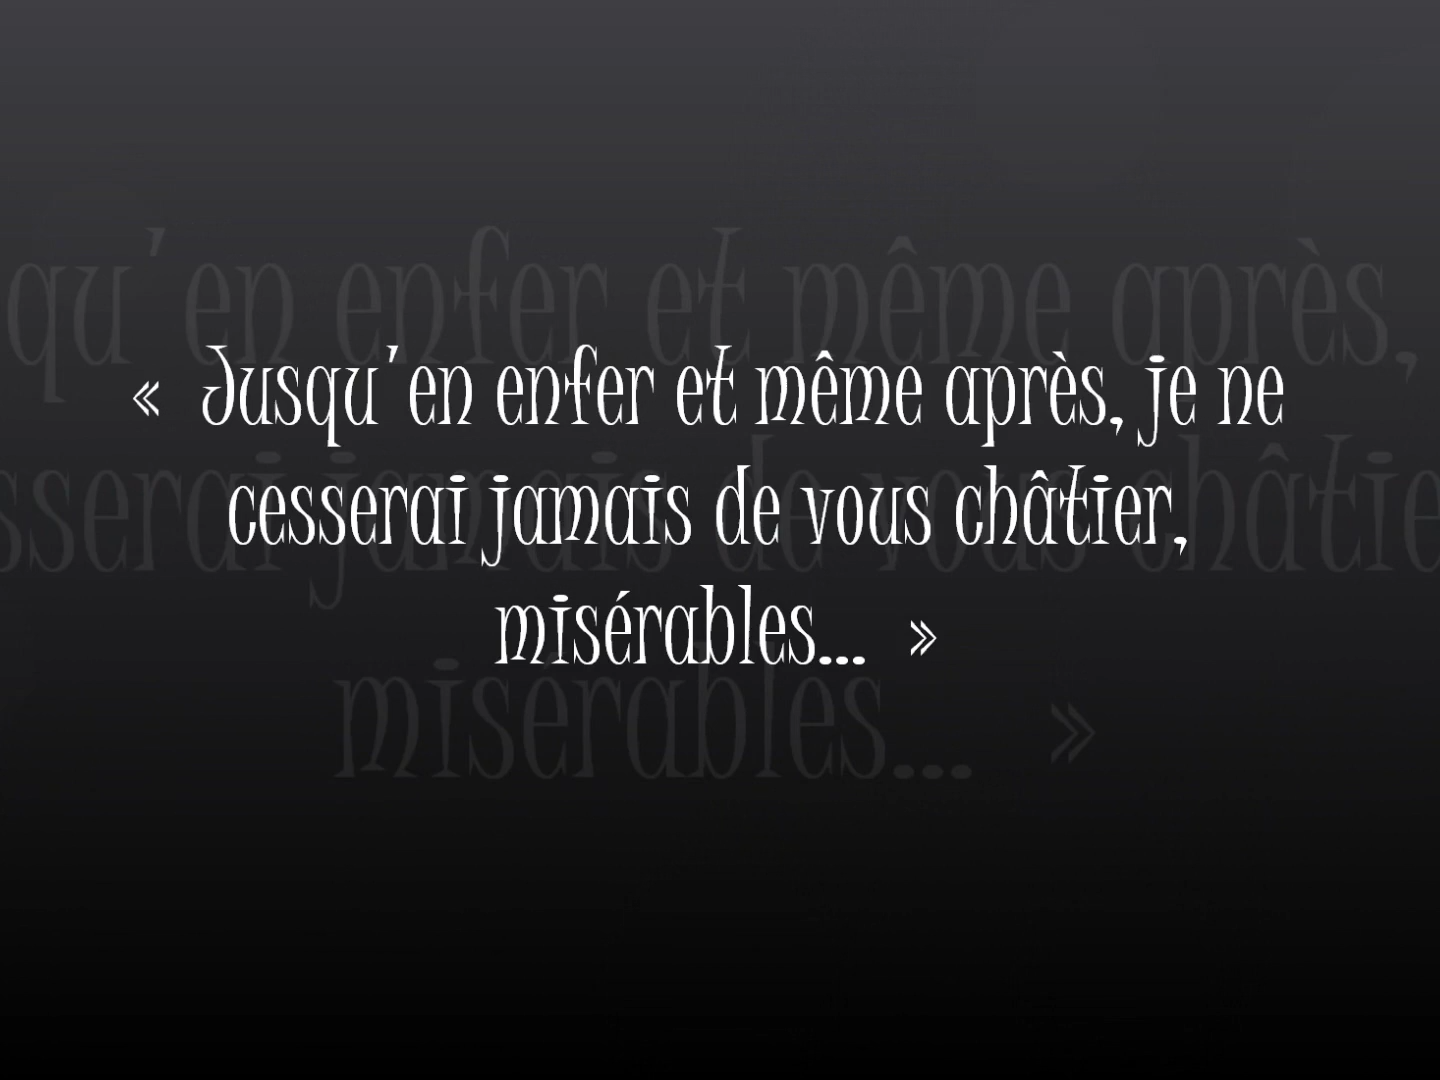 « Jusqu'en enfer et même après, je ne
cesserai jamais de vous châtier,
misérables... »